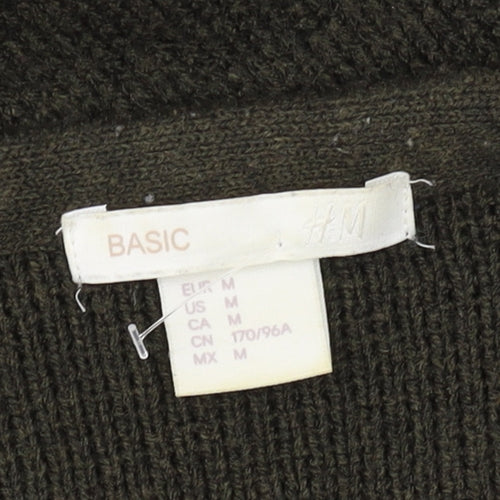 BASIC H&M
EUR M
US M
CA M
CN 170/96A
MX M